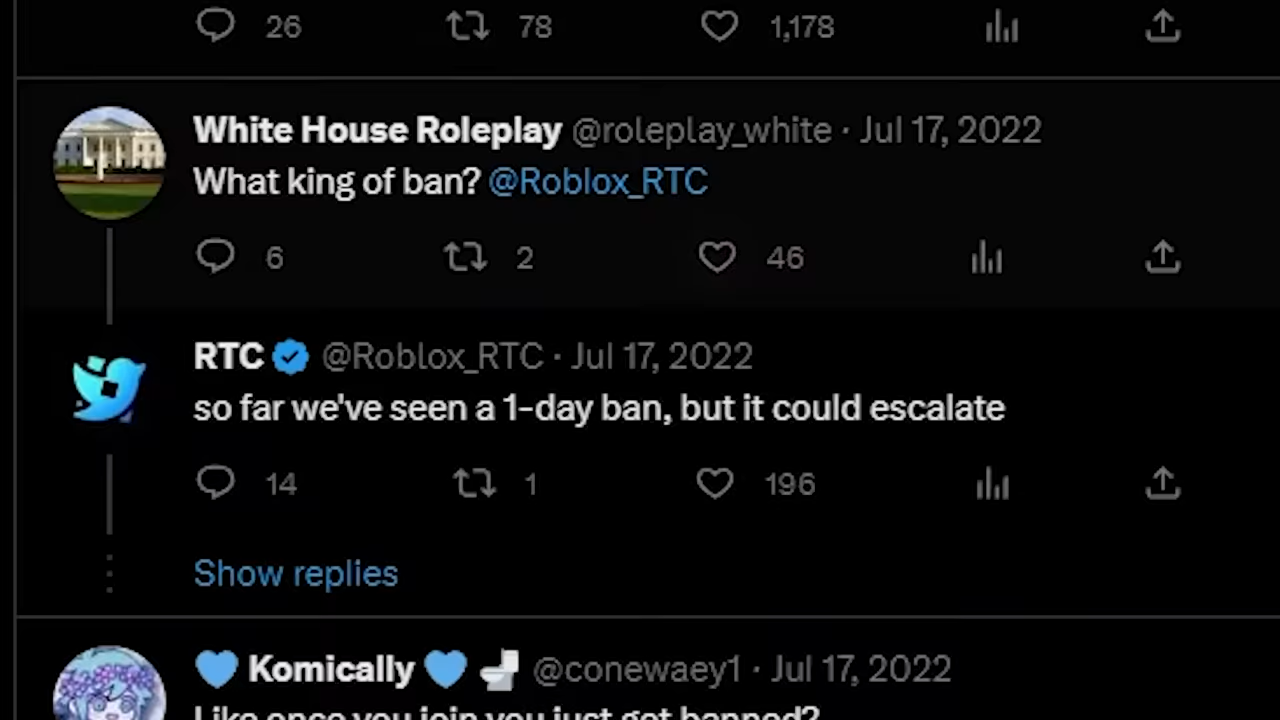 26 78 1,178
White House Roleplay @roleplay_white · Jul 17, 2022
What king of ban? @Roblox_RTC
6 2 46
RTC @Roblox_RTC · Jul 17, 2022
so far we've seen a 1-day ban, but it could escalate
14 1 196
Show replies
💙 Komically 💙 🚽 @conewaey1 · Jul 17, 2022
Like once you join you just get banned?